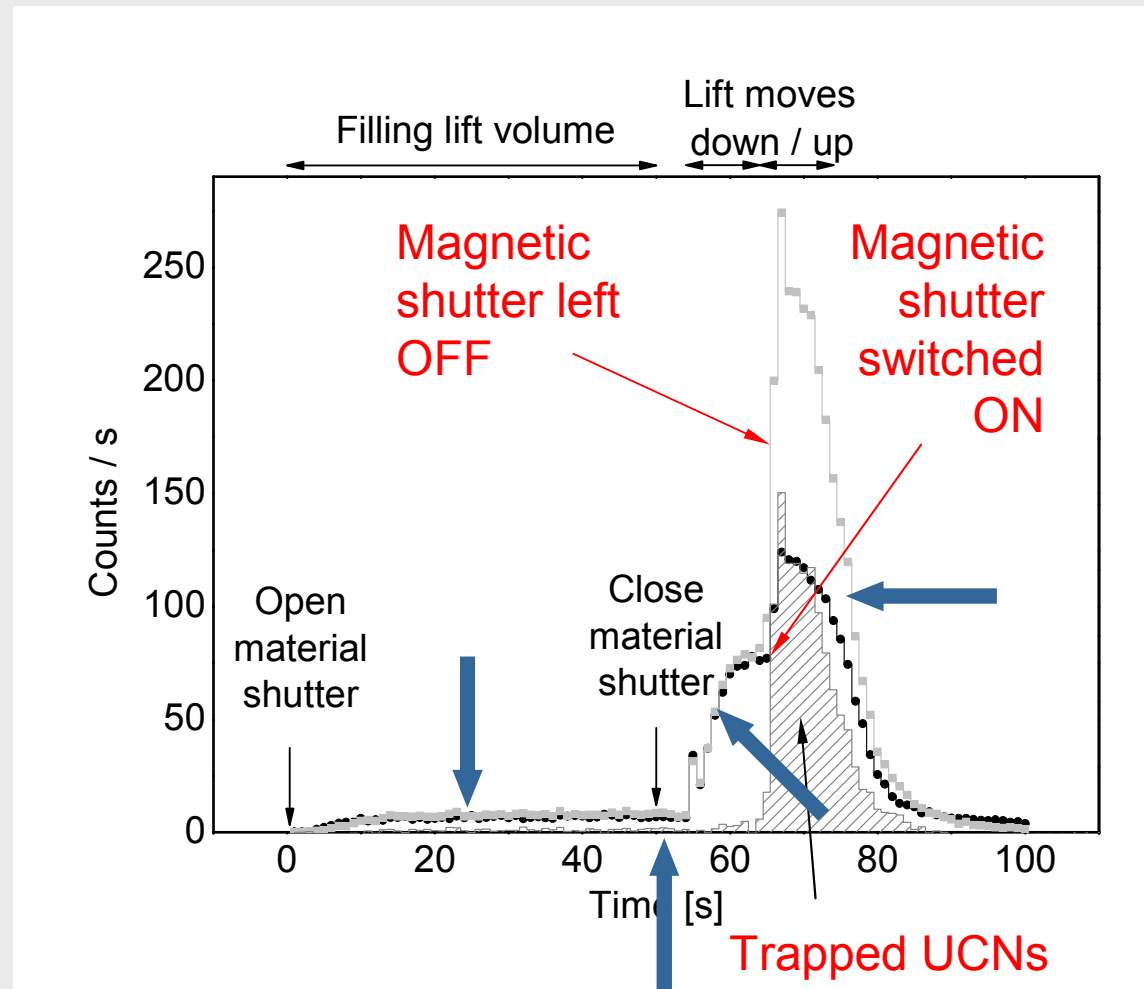 Lift moves
Filling lift volume
down / up
Magnetic
shutter left
OFF
Magnetic
shutter
switched
ON
250
200
150
100
50
0
Counts / s
Open
material
shutter
Close
material
shutter
0 20 40 60 80 100
Time [s]
Trapped UCNs